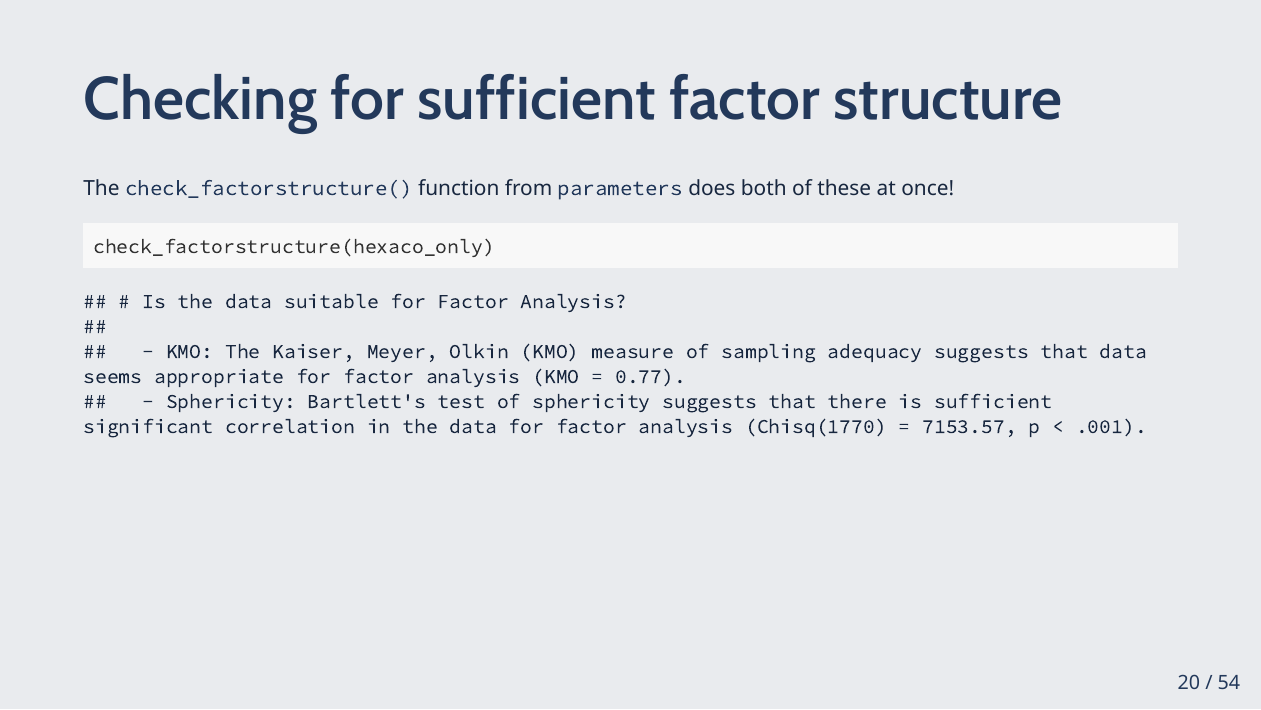 Checking for sufficient factor structure
The check_factorstructure() function from parameters does both of these at once!
check_factorstructure(hexaco_only)
## # Is the data suitable for Factor Analysis?
##
##   - KMO: The Kaiser, Meyer, Olkin (KMO) measure of sampling adequacy suggests that data
seems appropriate for factor analysis (KMO = 0.77).
##   - Sphericity: Bartlett's test of sphericity suggests that there is sufficient
significant correlation in the data for factor analysis (Chisq(1770) = 7153.57, p < .001).
20 / 54